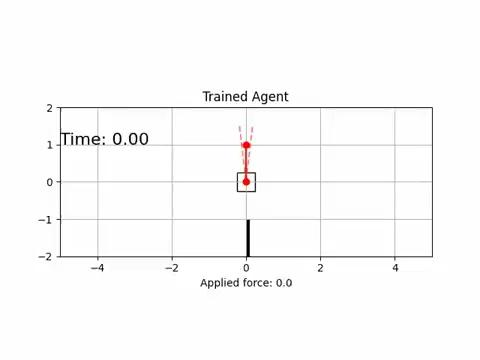 Trained Agent
2
Time: 0.00
1
0
−1
−2
−4 −2 0 2 4
Applied force: 0.0